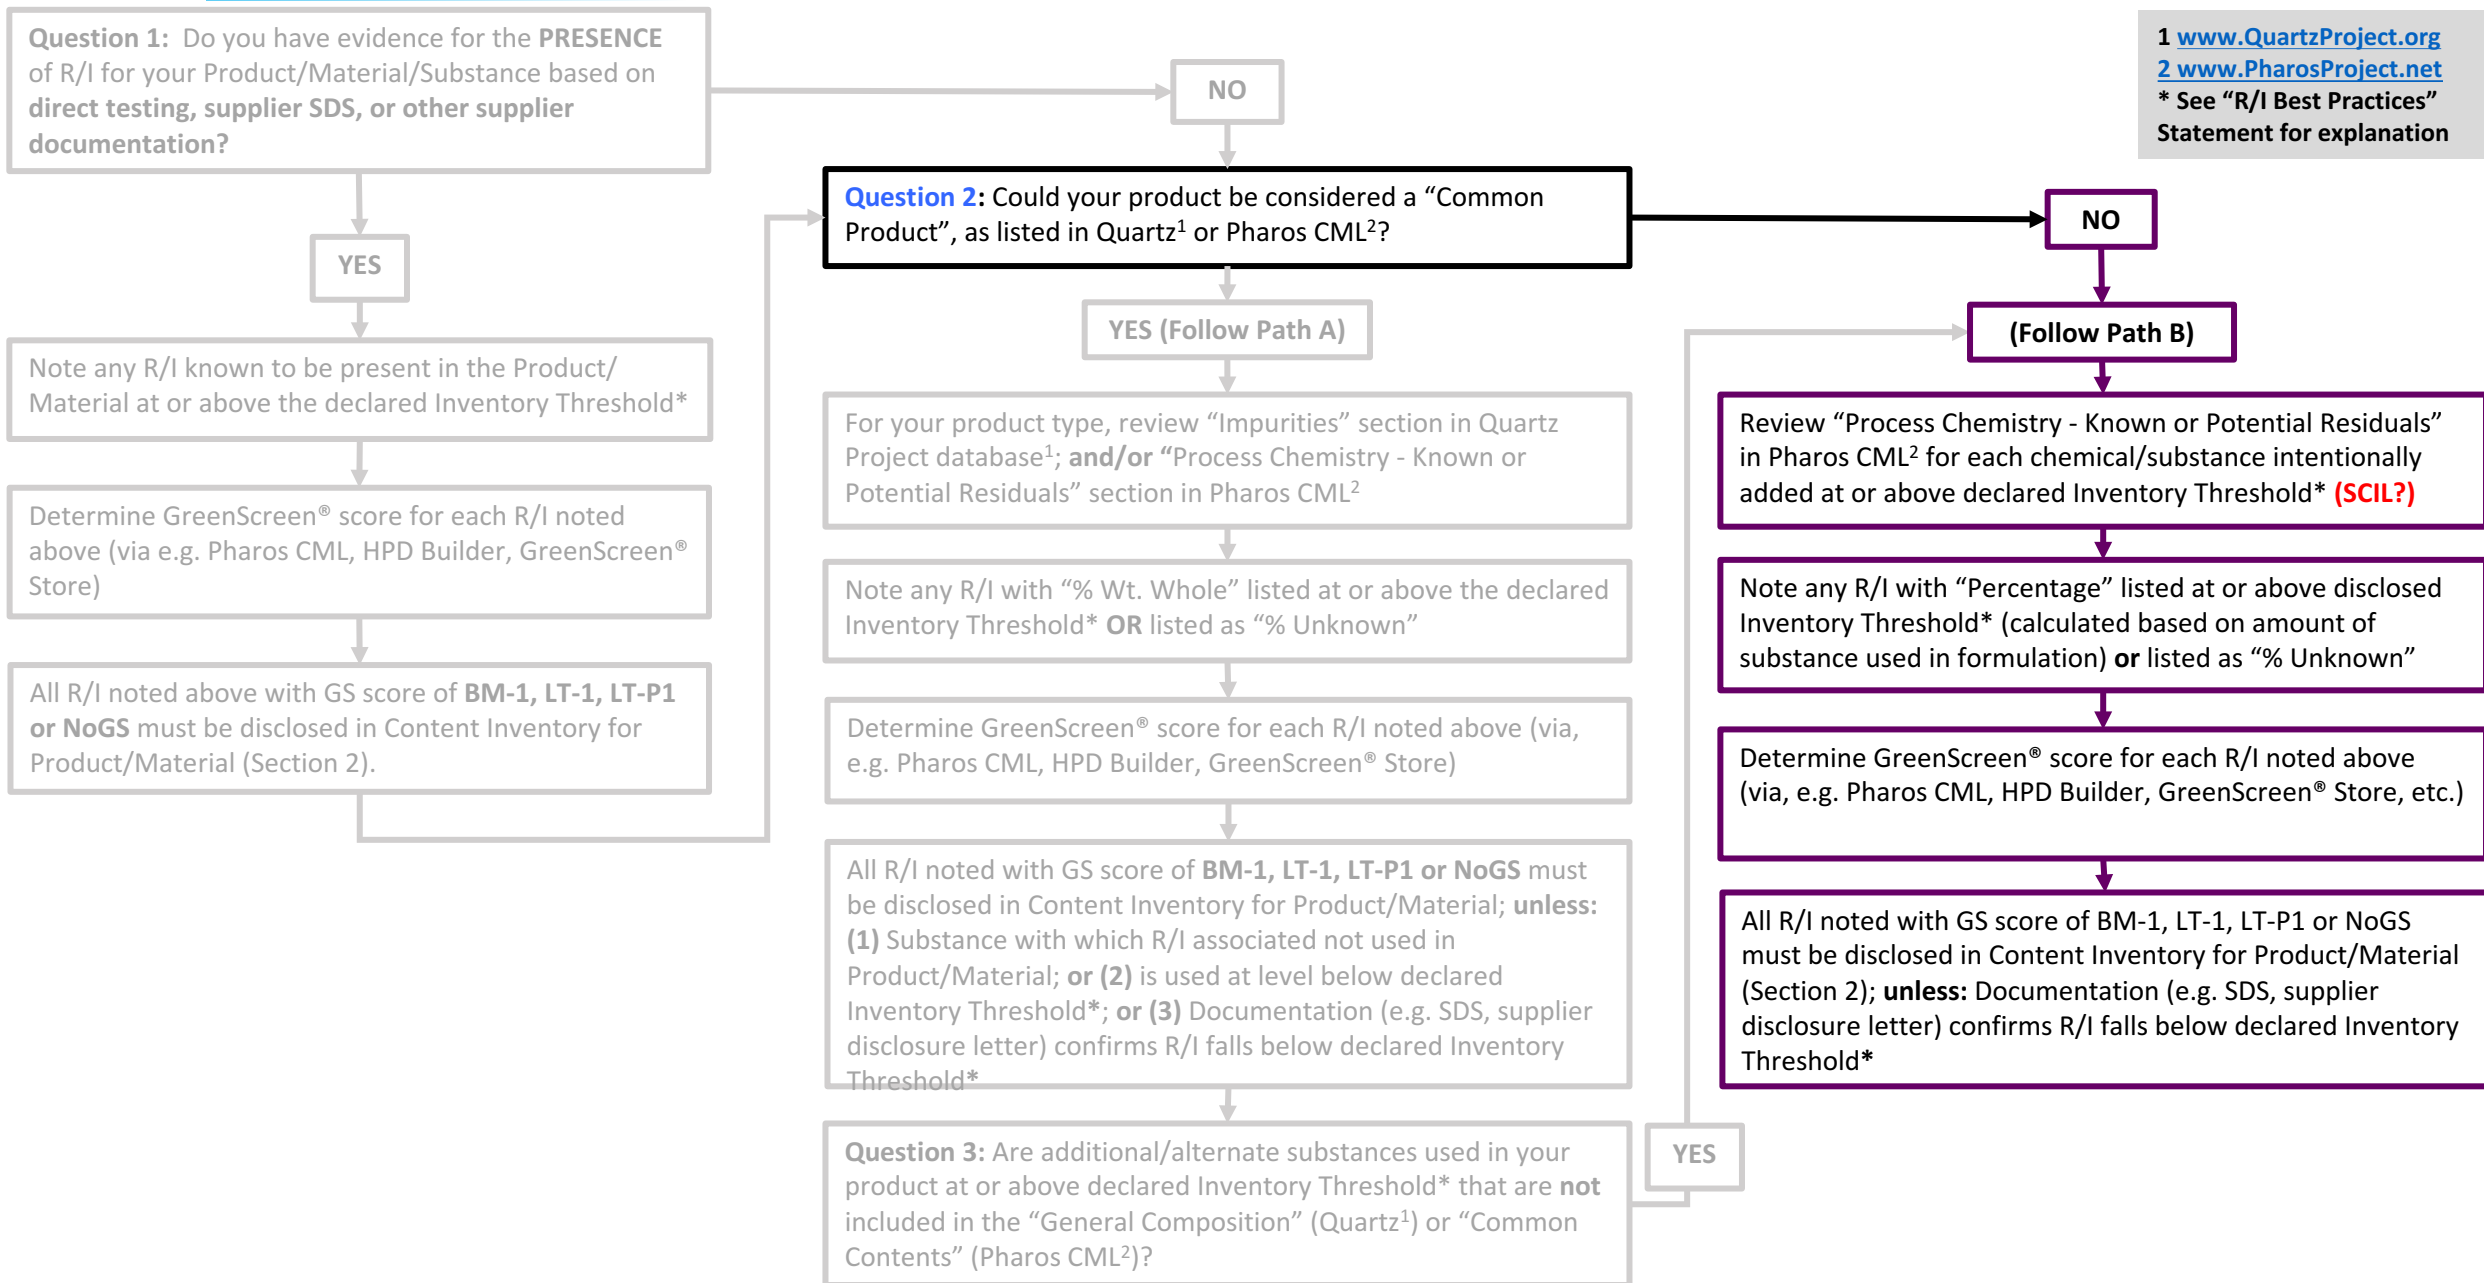 Question 1: Do you have evidence for the PRESENCE
of R/I for your Product/Material/Substance based on
direct testing, supplier SDS, or other supplier
documentation?
NO
1 www.QuartzProject.org
2 www.PharosProject.net
* See “R/I Best Practices”
Statement for explanation
YES
Note any R/I known to be present in the Product/
Material at or above the declared Inventory Threshold*
Determine GreenScreen® score for each R/I noted
above (via e.g. Pharos CML, HPD Builder, GreenScreen®
Store)
All R/I noted above with GS score of BM-1, LT-1, LT-P1
or NoGS must be disclosed in Content Inventory for
Product/Material (Section 2).
Question 2: Could your product be considered a “Common
Product”, as listed in Quartz¹ or Pharos CML²?
YES (Follow Path A)
For your product type, review “Impurities” section in Quartz
Project database¹; and/or “Process Chemistry - Known or
Potential Residuals” section in Pharos CML²
Note any R/I with “% Wt. Whole” listed at or above the declared
Inventory Threshold* OR listed as “% Unknown”
Determine GreenScreen® score for each R/I noted above (via,
e.g. Pharos CML, HPD Builder, GreenScreen® Store)
All R/I noted with GS score of BM-1, LT-1, LT-P1 or NoGS must
be disclosed in Content Inventory for Product/Material; unless:
(1) Substance with which R/I associated not used in
Product/Material; or (2) is used at level below declared
Inventory Threshold*; or (3) Documentation (e.g. SDS, supplier
disclosure letter) confirms R/I falls below declared Inventory
Threshold*
Question 3: Are additional/alternate substances used in your
product at or above declared Inventory Threshold* that are not
included in the “General Composition” (Quartz¹) or “Common
Contents” (Pharos CML²)?
YES
NO
(Follow Path B)
Review “Process Chemistry - Known or Potential Residuals”
in Pharos CML² for each chemical/substance intentionally
added at or above declared Inventory Threshold* (SCIL?)
Note any R/I with “Percentage” listed at or above disclosed
Inventory Threshold* (calculated based on amount of
substance used in formulation) or listed as “% Unknown”
Determine GreenScreen® score for each R/I noted above
(via, e.g. Pharos CML, HPD Builder, GreenScreen® Store, etc.)
All R/I noted with GS score of BM-1, LT-1, LT-P1 or NoGS
must be disclosed in Content Inventory for Product/Material
(Section 2); unless: Documentation (e.g. SDS, supplier
disclosure letter) confirms R/I falls below declared Inventory
Threshold*